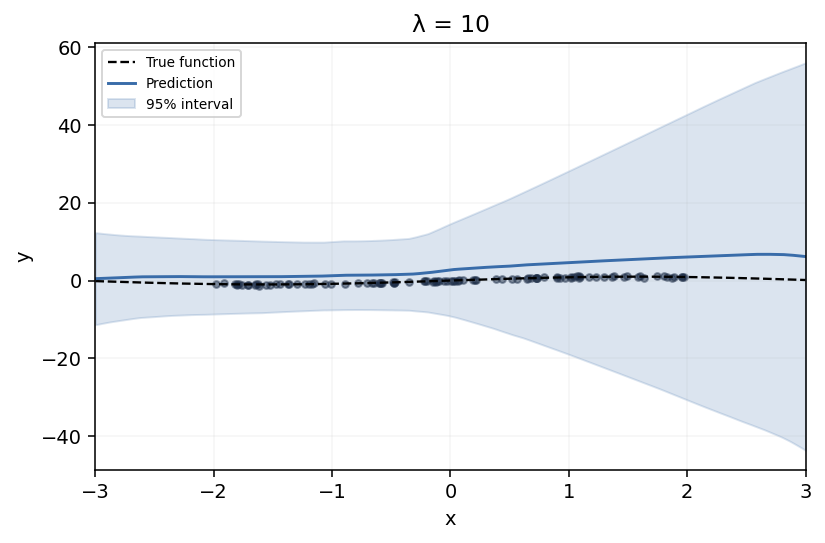 λ = 10
60
40
20
0
−20
−40
y
True function
Prediction
95% interval
−3
−2
−1
0
1
2
3
x